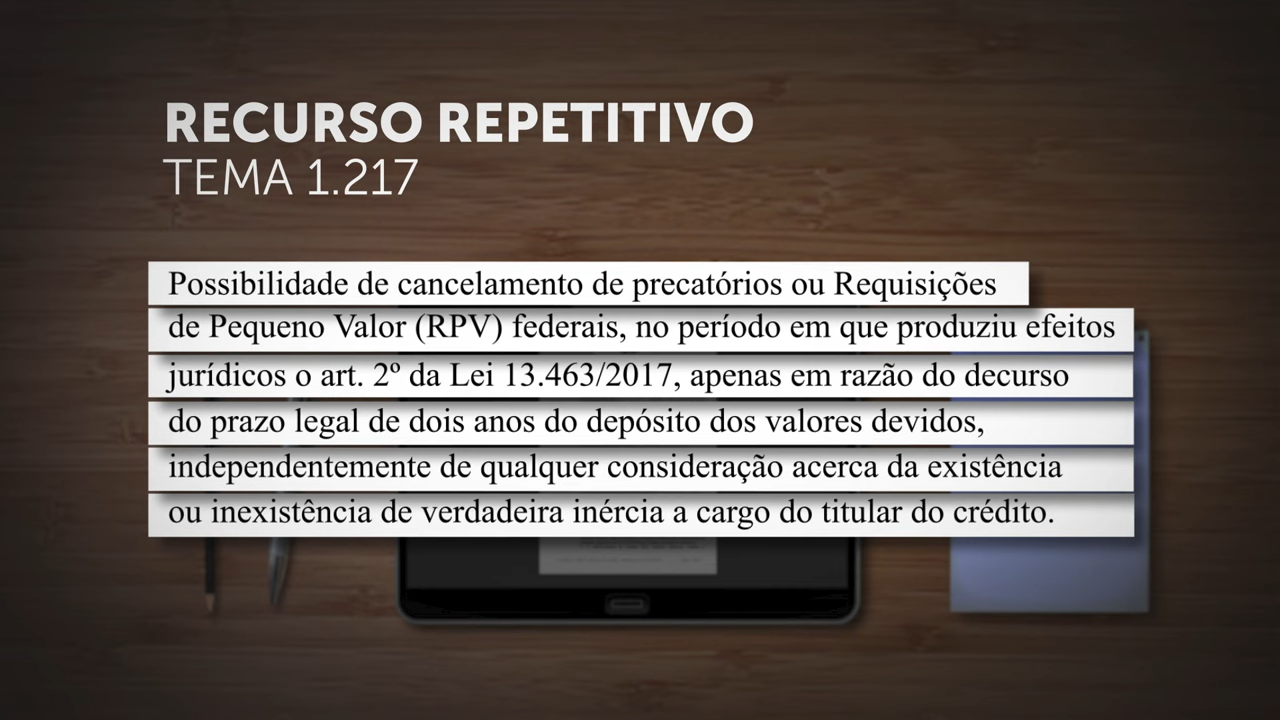 RECURSO REPETITIVO
TEMA 1.217
Possibilidade de cancelamento de precatórios ou Requisições
de Pequeno Valor (RPV) federais, no período em que produziu efeitos
jurídicos o art. 2º da Lei 13.463/2017, apenas em razão do decurso
do prazo legal de dois anos do depósito dos valores devidos,
independentemente de qualquer consideração acerca da existência
ou inexistência de verdadeira inércia a cargo do titular do crédito.